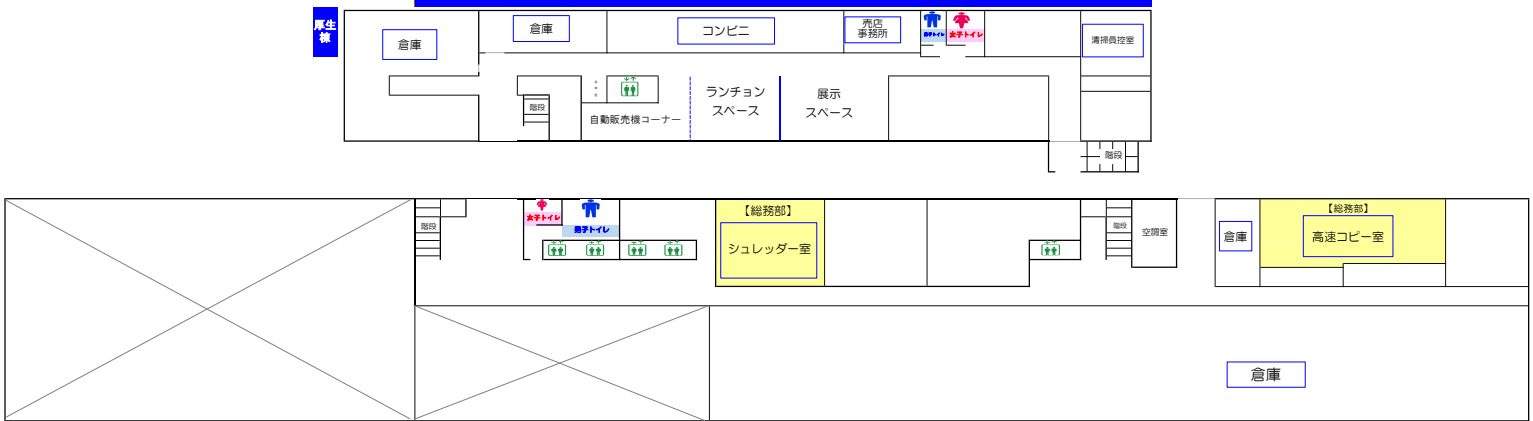 厚生
棟
倉庫
倉庫
コンビニ
売店
事務所
男子トイレ
女子トイレ
清掃員控室
階段
自動販売機コーナー
ランチョン
スペース
展示
スペース
階段
階段
女子トイレ
男子トイレ
【総務部】
シュレッダー室
階段
空調室
倉庫
【総務部】
高速コピー室
倉庫